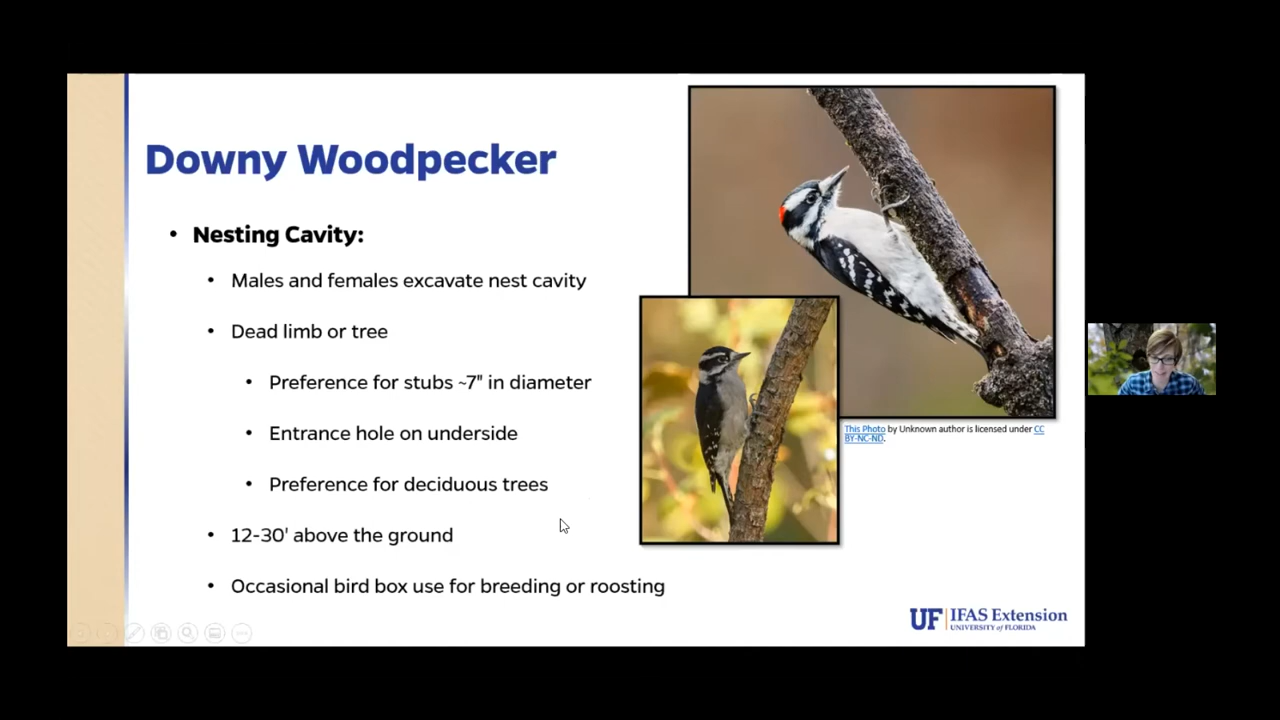 Downy Woodpecker
• Nesting Cavity:
• Males and females excavate nest cavity
• Dead limb or tree
• Preference for stubs ~7" in diameter
• Entrance hole on underside
• Preference for deciduous trees
• 12-30' above the ground
• Occasional bird box use for breeding or roosting
This Photo by Unknown author is licensed under CC
BY-NC-ND.
UF IFAS Extension
UNIVERSITY of FLORIDA